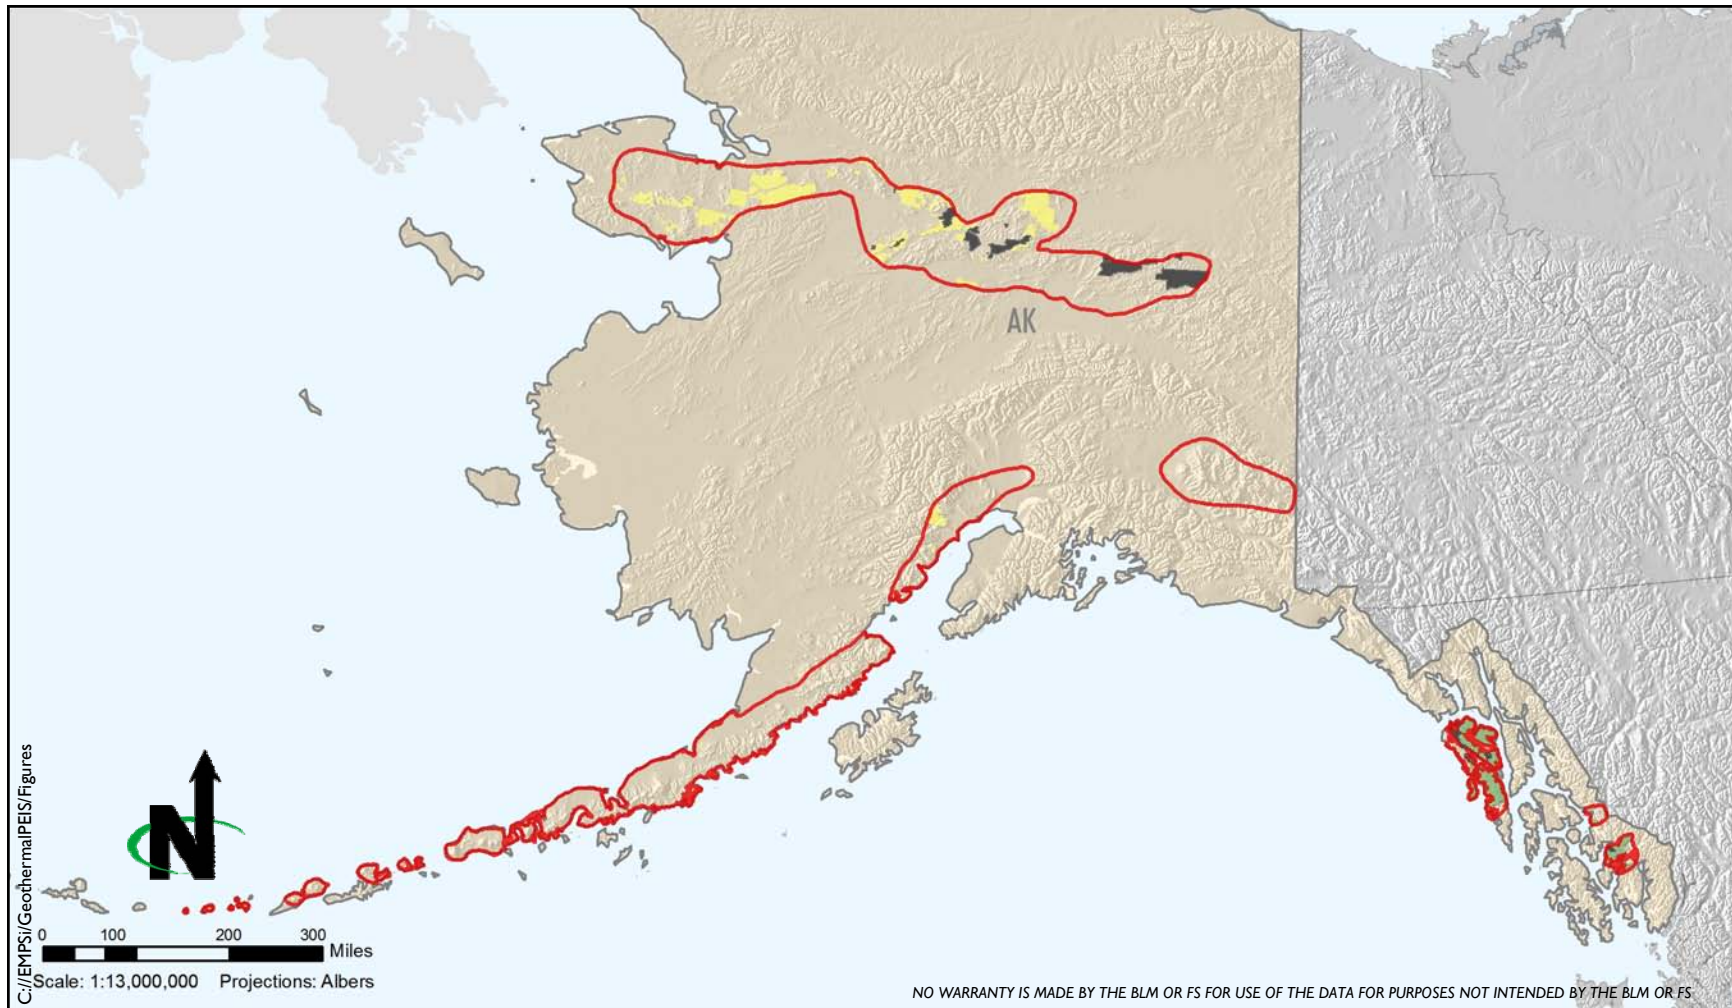 AK
C://EMPSi/GeothermalPEIS/Figures
N
0 100 200 300
Miles
Scale: 1:13,000,000 Projections: Albers
NO WARRANTY IS MADE BY THE BLM OR FS FOR USE OF THE DATA FOR PURPOSES NOT INTENDED BY THE BLM OR FS